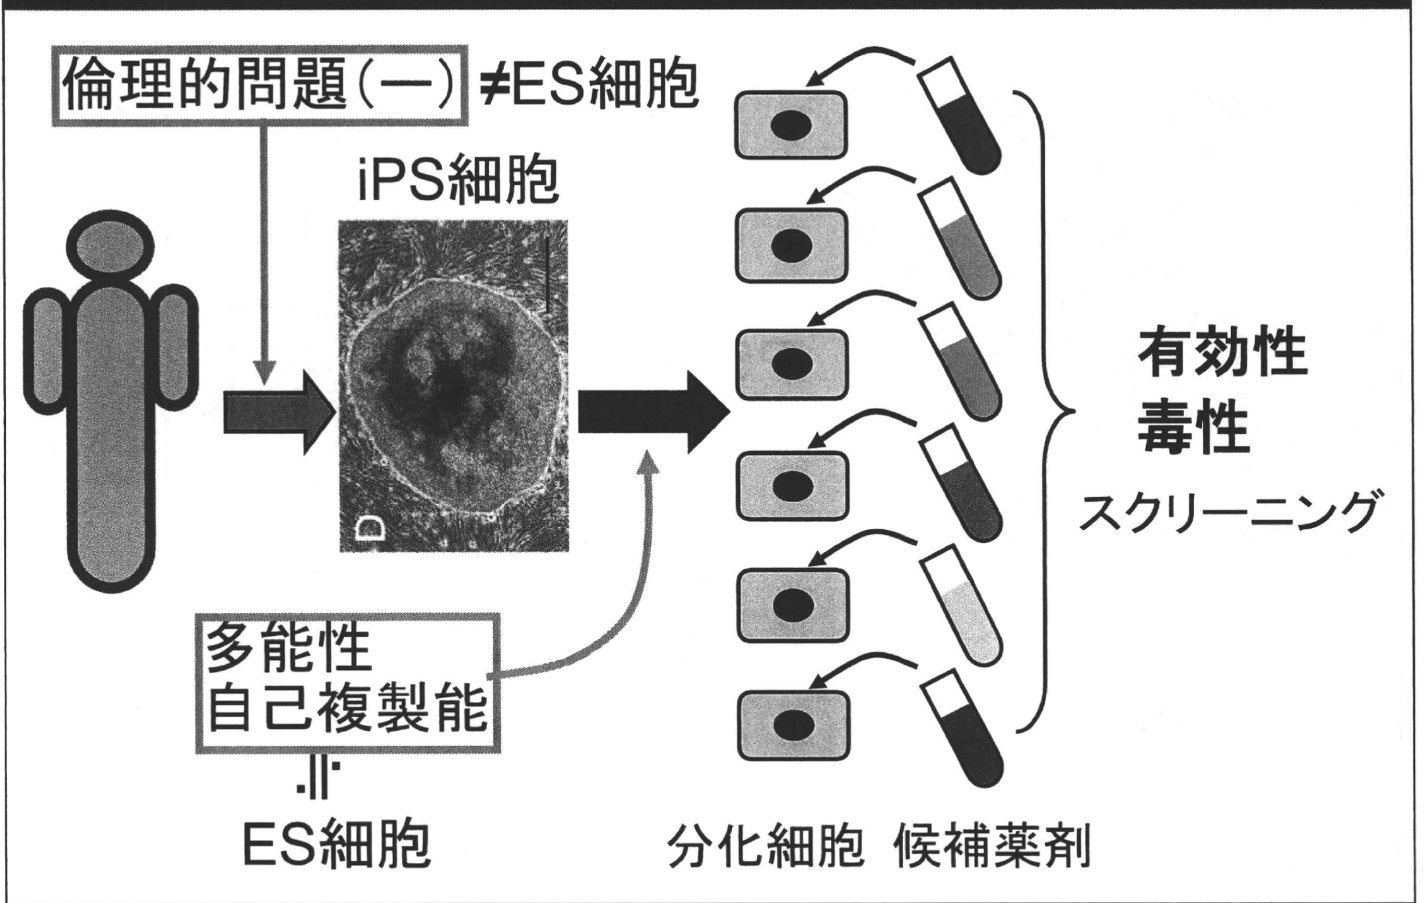 倫理的問題(ー)≠ES細胞
iPS細胞
D
有効性
毒性
スクリーニング
多能性
自己複製能
≒
ES細胞
分化細胞 候補薬剤